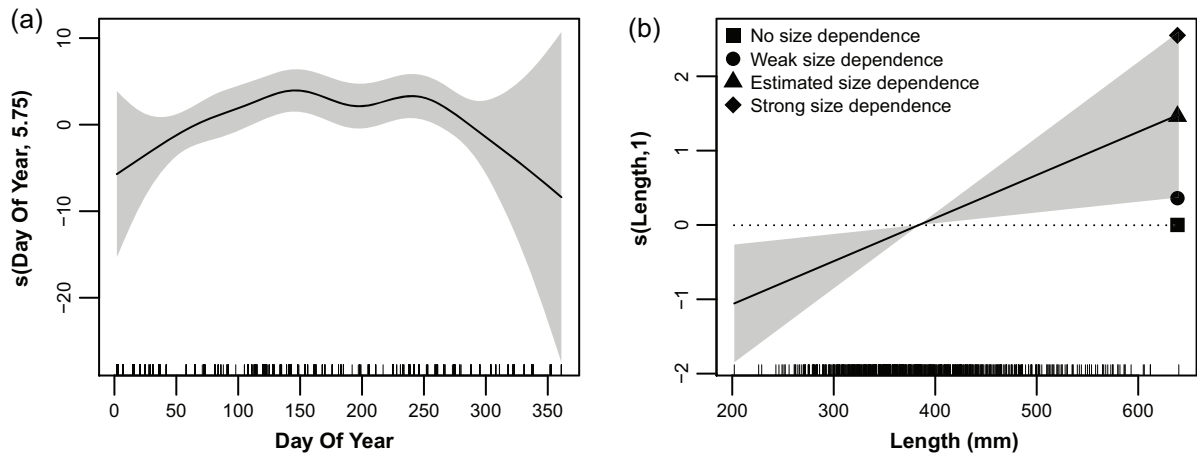 (a)
10
0
−10
−20
s(Day Of Year, 5.75)
0 50 100 150 200 250 300 350
Day Of Year
(b)
No size dependence
Weak size dependence
Estimated size dependence
Strong size dependence
2
1
0
−1
−2
s(Length,1)
200 300 400 500 600
Length (mm)